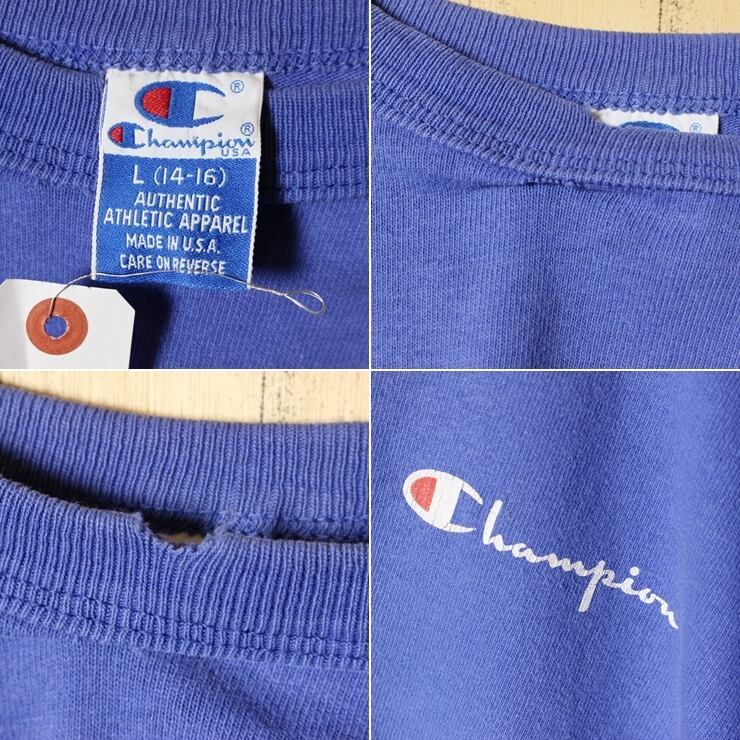 ®
Champion®
USA
L (14-16)
AUTHENTIC
ATHLETIC APPAREL
MADE IN U.S.A.
CARE ON REVERSE
Champion